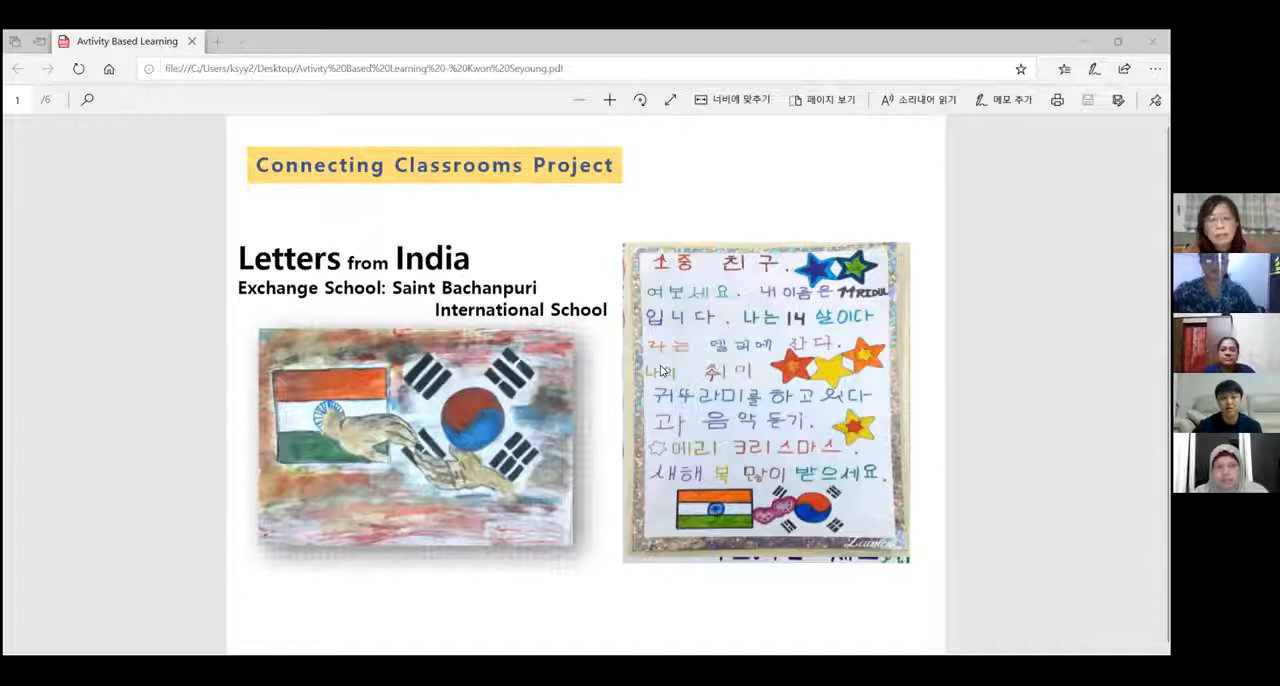 Avtivity Based Learning
file:///C:/Users/ksyy2/Desktop/Avtivity%20Based%20Learning%20-%20Kwon%20Seyoung.pdf
1 /6
너비에 맞추기
페이지 보기
소리내어 읽기
메모 추가
Connecting Classrooms Project
Letters from India
Exchange School: Saint Bachanpuri
International School
소중 친구.
여보세요. 내 이름은 MRIDUL
입니다. 나는 14 살이다
델리에 산다.
취미
귀뚜라미를 하고 있다
과 음악 듣기.
메리 크리스마스.
새해 복 많이 받으세요.